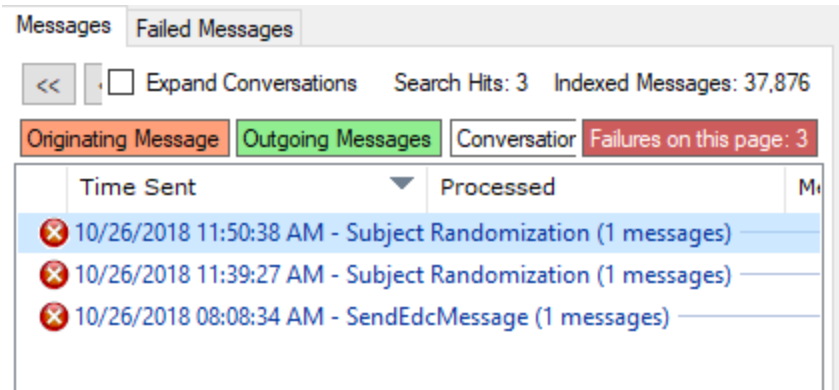 Messages Failed Messages
<< Expand Conversations Search Hits: 3 Indexed Messages: 37,876
Originating Message Outgoing Messages Conversation Failures on this page: 3
Time Sent Processed Me
10/26/2018 11:50:38 AM - Subject Randomization (1 messages)
10/26/2018 11:39:27 AM - Subject Randomization (1 messages)
10/26/2018 08:08:34 AM - SendEdcMessage (1 messages)